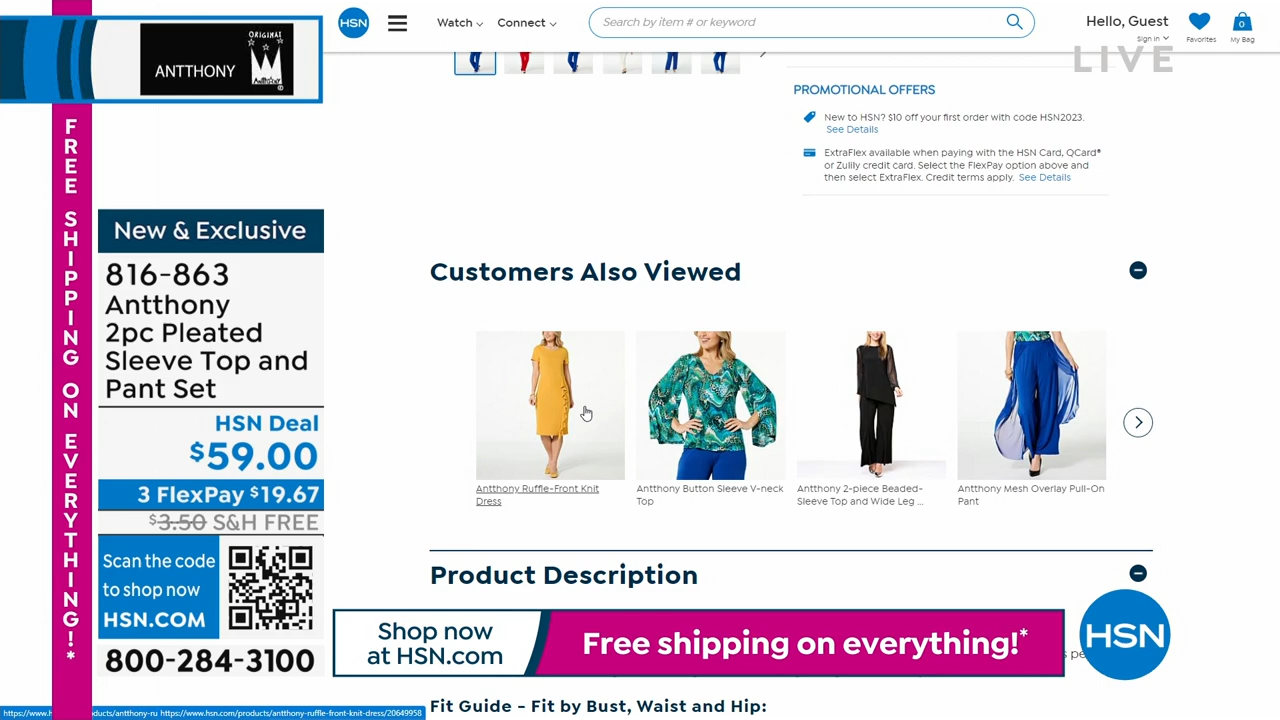 ANTTHONY
ORIGINAL
FREE SHIPPING ON EVERYTHING!*
New & Exclusive
816-863
Antthony
2pc Pleated
Sleeve Top and
Pant Set
HSN Deal
$59.00
3 FlexPay $19.67
$3.50 S&H FREE
Scan the code
to shop now
HSN.COM
800-284-3100
HSN
Watch
Connect
Search by item # or keyword
Hello, Guest
Sign in
Favorites
0
My Bag
LIVE
PROMOTIONAL OFFERS
New to HSN? $10 off your first order with code HSN2023.
See Details
ExtraFlex available when paying with the HSN Card, QCard®
or Zulily credit card. Select the FlexPay option above and
then select ExtraFlex. Credit terms apply. See Details
Customers Also Viewed
Antthony Ruffle-Front Knit
Dress
Antthony Button Sleeve V-neck
Top
Antthony 2-piece Beaded-
Sleeve Top and Wide Leg ...
Antthony Mesh Overlay Pull-On
Pant
Product Description
Shop now
at HSN.com
Free shipping on everything!*
HSN
Fit Guide - Fit by Bust, Waist and Hip:
https://www.hsn.com/products/antthony-ruffle-front-knit-dress/20649958